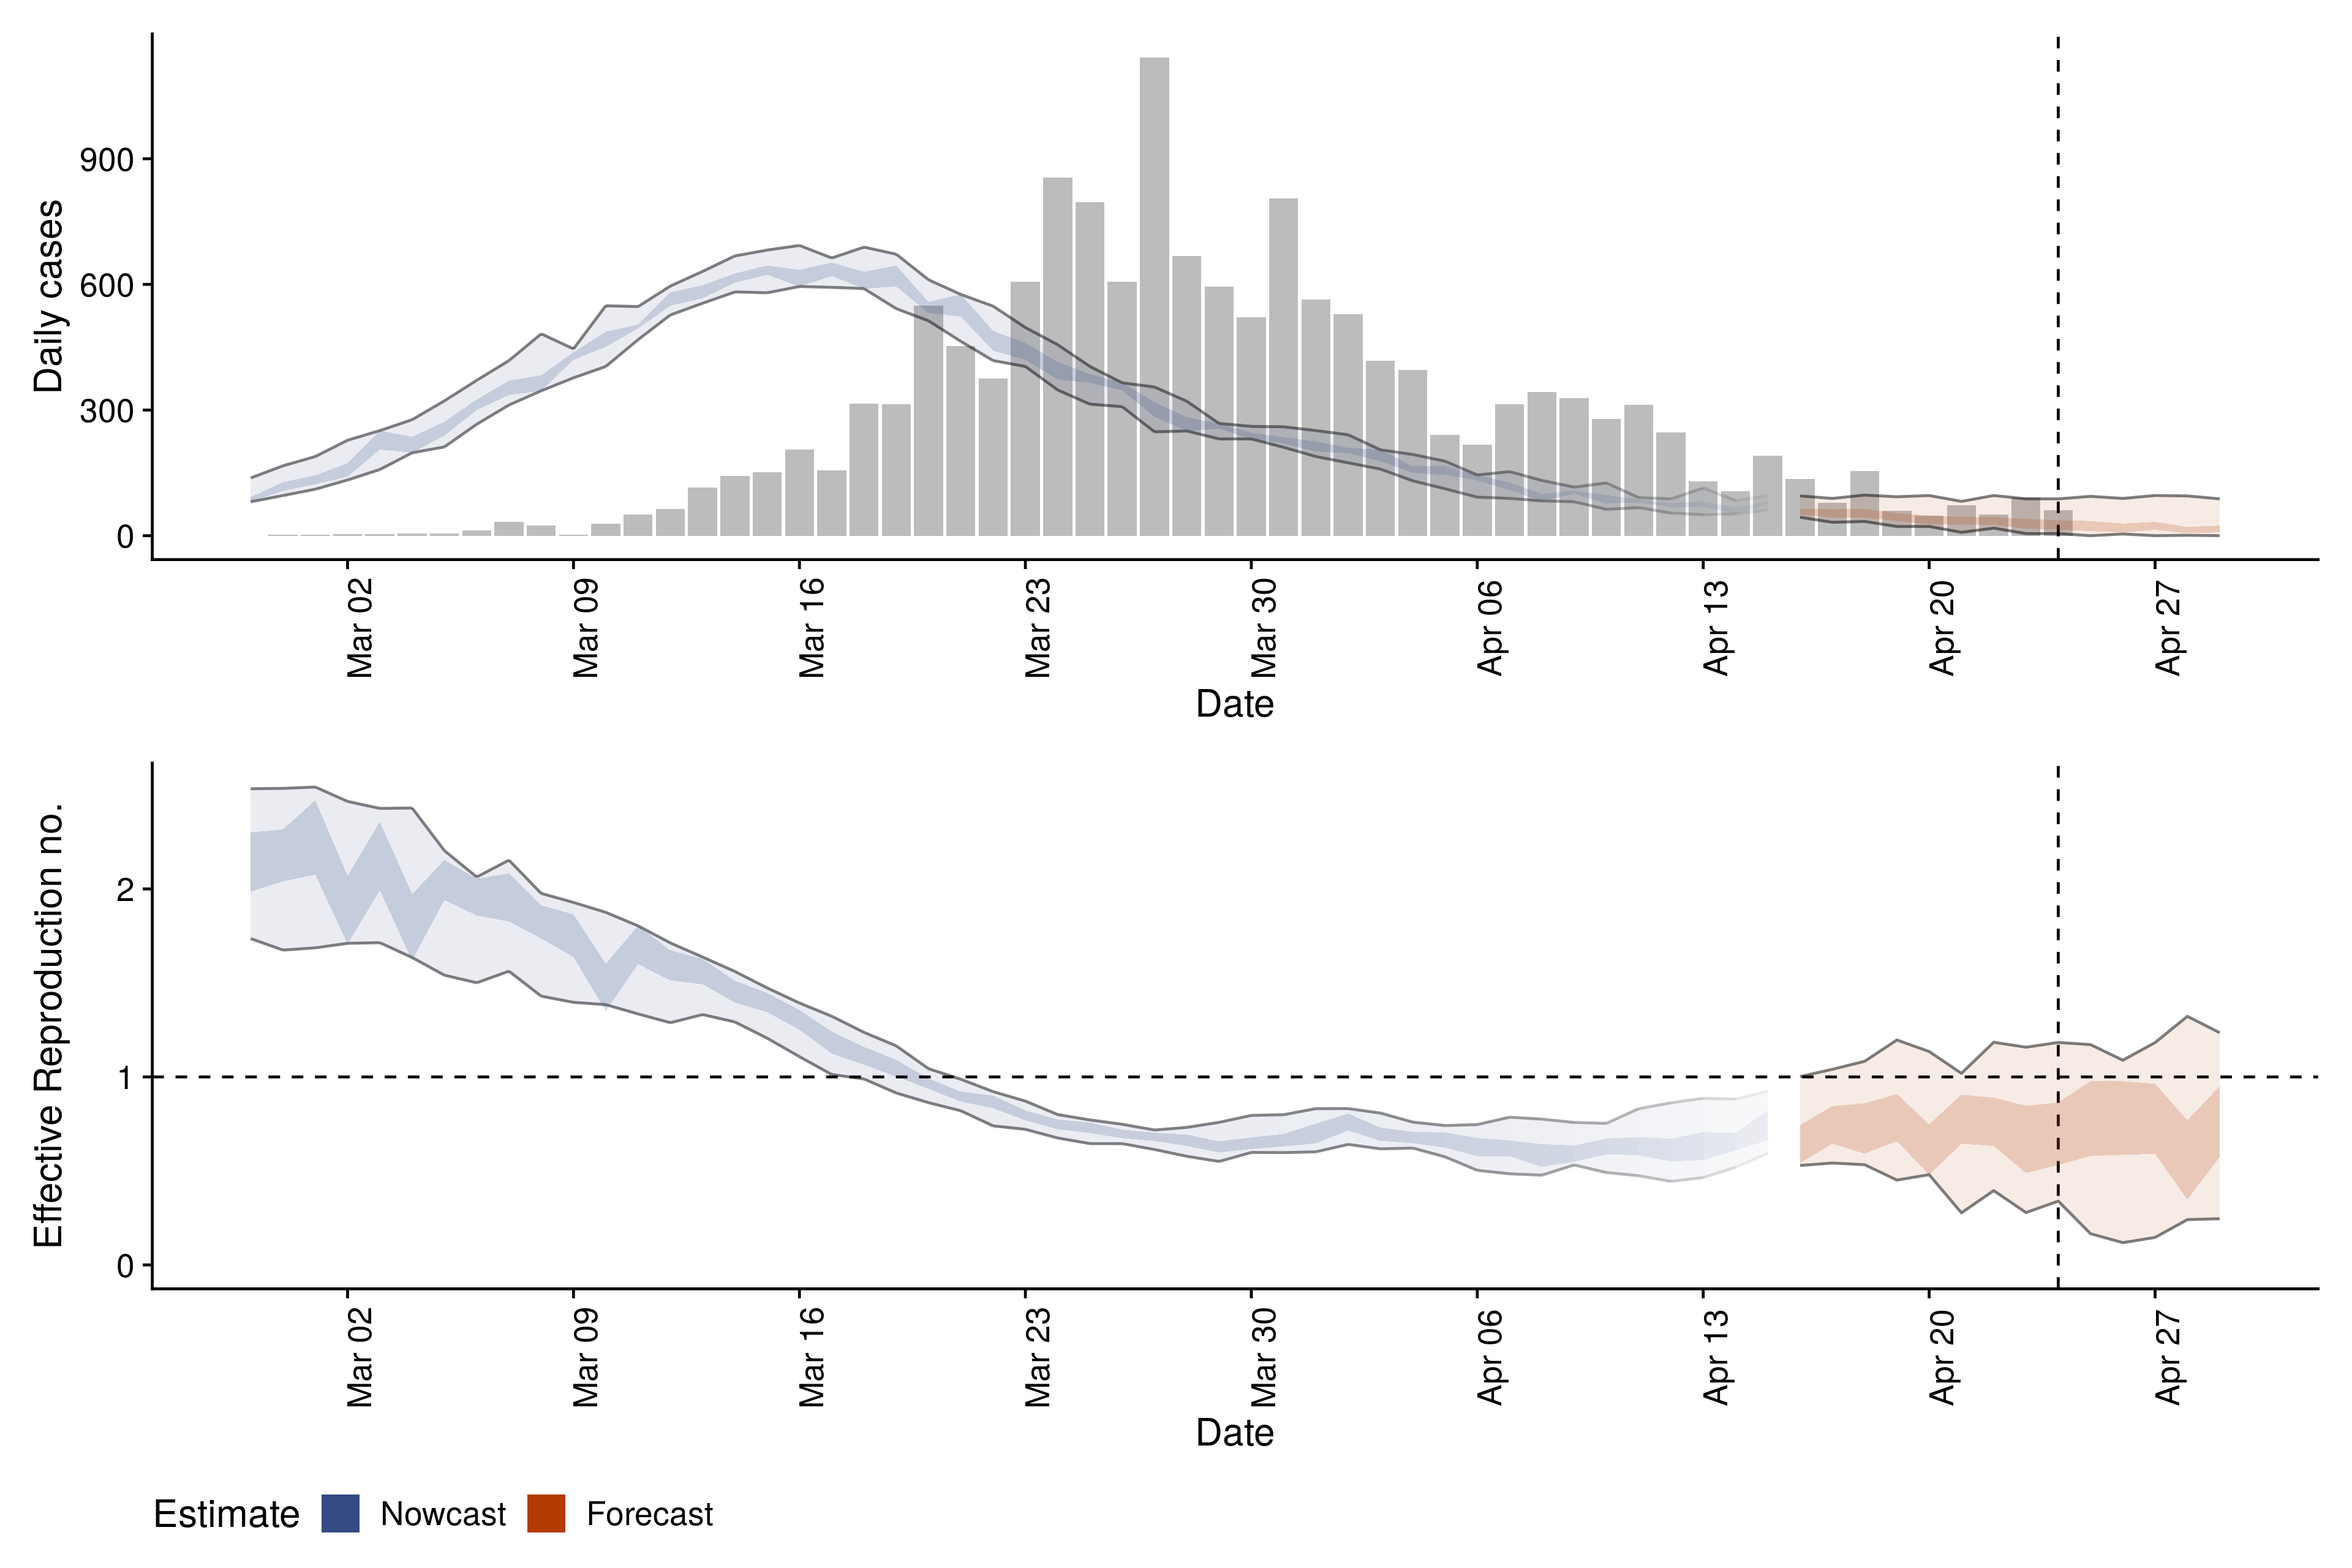 Daily cases
900
600
300
0
Mar 02
Mar 09
Mar 16
Mar 23
Mar 30
Apr 06
Apr 13
Apr 20
Apr 27
Date
Effective Reproduction no.
2
1
0
Mar 02
Mar 09
Mar 16
Mar 23
Mar 30
Apr 06
Apr 13
Apr 20
Apr 27
Date
Estimate Nowcast Forecast